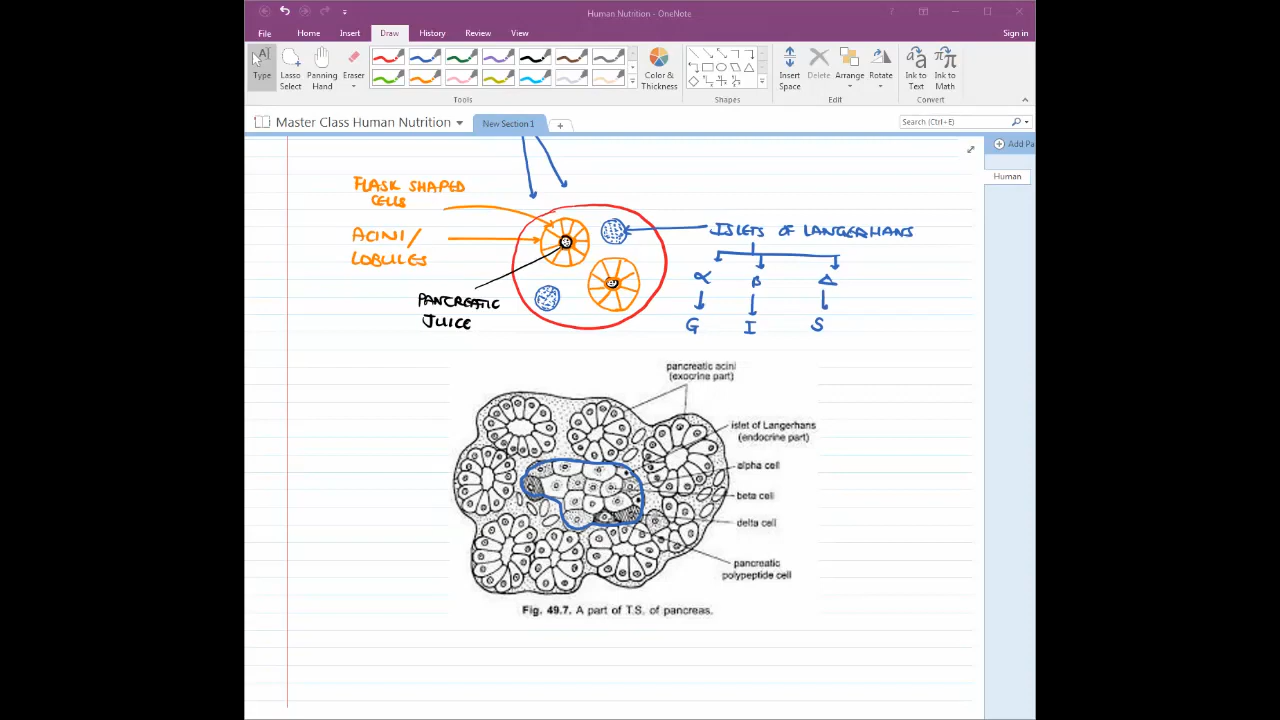 Human Nutrition - OneNote
File Home Insert Draw History Review View Sign in
Type
Lasso Select
Panning Hand
Eraser
Color & Thickness
Insert Space
Delete
Arrange
Rotate
Ink to Text
Ink to Math
Tools Shapes Edit Convert
Master Class Human Nutrition
New Section 1
Search (Ctrl+E)
Add Pa
Human
FLASK SHAPED
CELLS
ACINI/
LOBULES
PANCREATIC
JUICE
ISLETS OF LANGERHANS
α β Δ
G I S
pancreatic acini
(exocrine part)
islet of Langerhans
(endocrine part)
alpha cell
beta cell
delta cell
pancreatic
polypeptide cell
Fig. 49.7. A part of T.S. of pancreas.